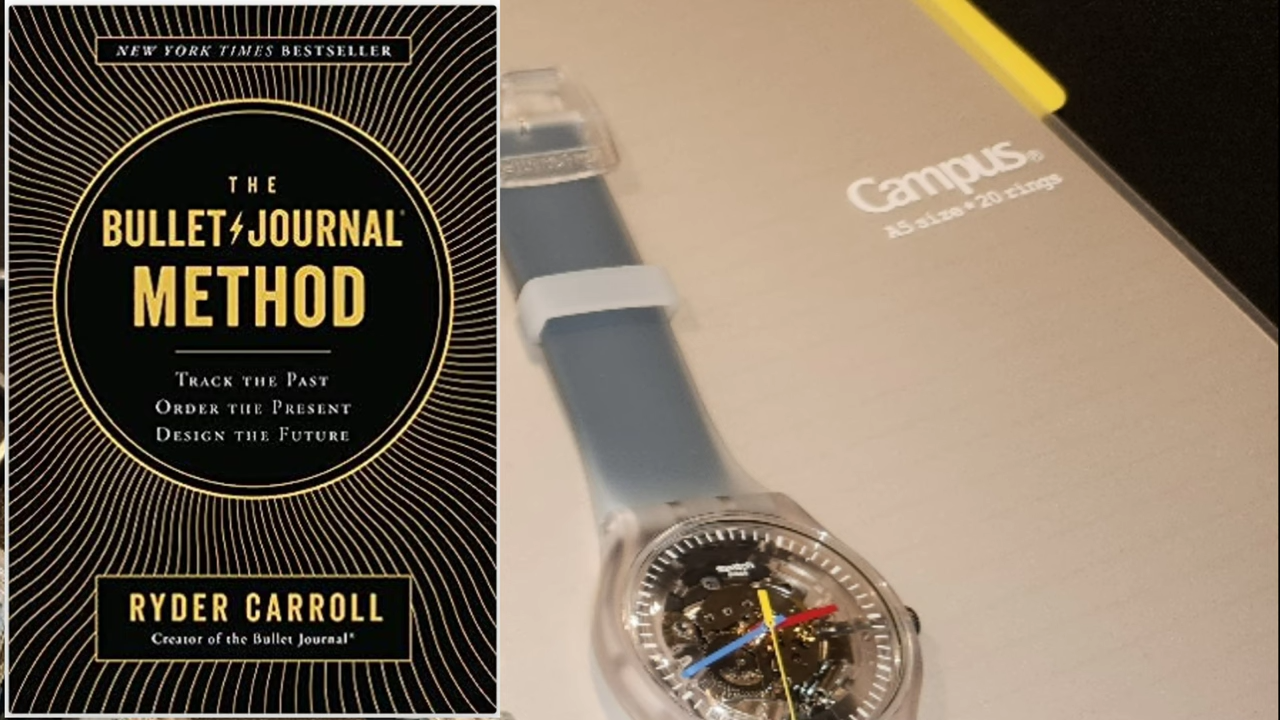 NEW YORK TIMES BESTSELLER
THE
BULLET JOURNAL®
METHOD
TRACK THE PAST
ORDER THE PRESENT
DESIGN THE FUTURE
RYDER CARROLL
Creator of the Bullet Journal®
Campus®
A5 size•20 rings
swatch